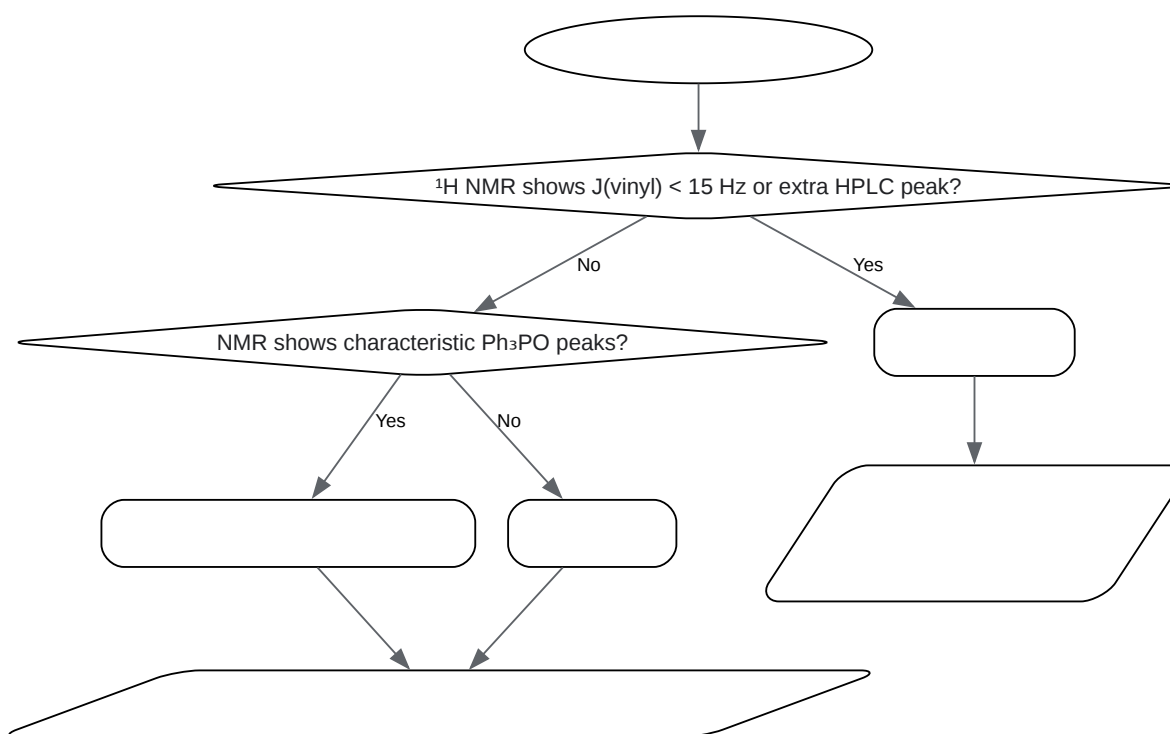 ¹H NMR shows J(vinyl) < 15 Hz or extra HPLC peak?
No
Yes
NMR shows characteristic Ph₃PO peaks?
Yes
No